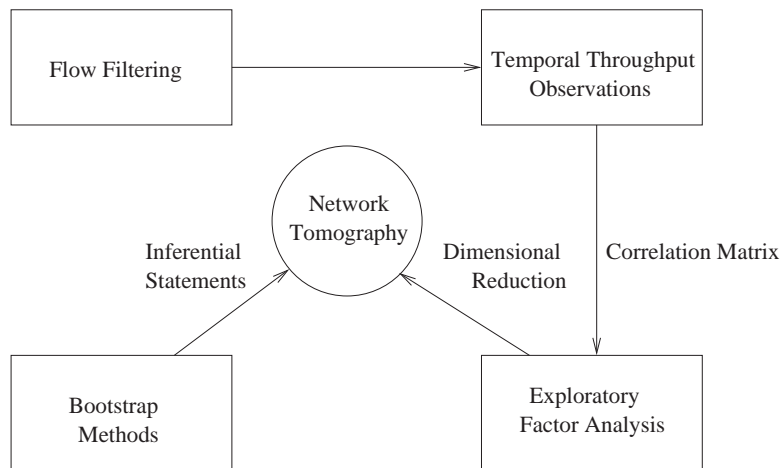 Flow Filtering
Temporal Throughput
Observations
Network
Tomography
Inferential
Statements
Dimensional
Reduction
Correlation Matrix
Bootstrap
Methods
Exploratory
Factor Analysis